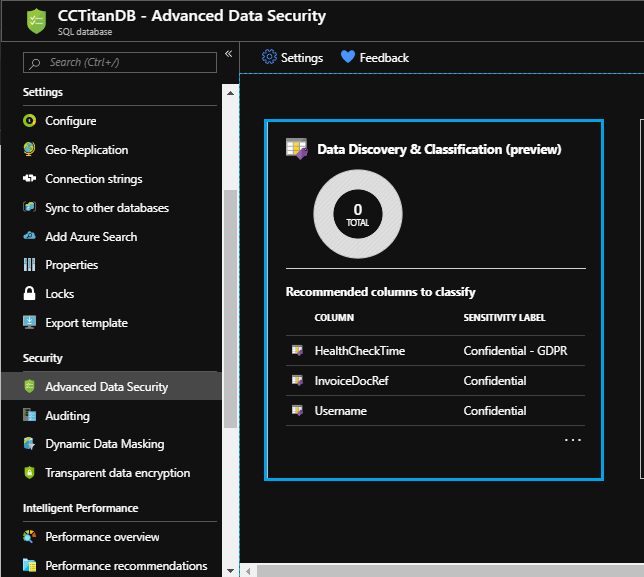 CCTitanDB - Advanced Data Security
SQL database
Search (Ctrl+/)
«
Settings
Configure
Geo-Replication
Connection strings
Sync to other databases
Add Azure Search
Properties
Locks
Export template
Security
Advanced Data Security
Auditing
Dynamic Data Masking
Transparent data encryption
Intelligent Performance
Performance overview
Performance recommendations
Settings Feedback
Data Discovery & Classification (preview)
0
TOTAL
Recommended columns to classify
COLUMN SENSITIVITY LABEL
HealthCheckTime Confidential - GDPR
InvoiceDocRef Confidential
Username Confidential
...